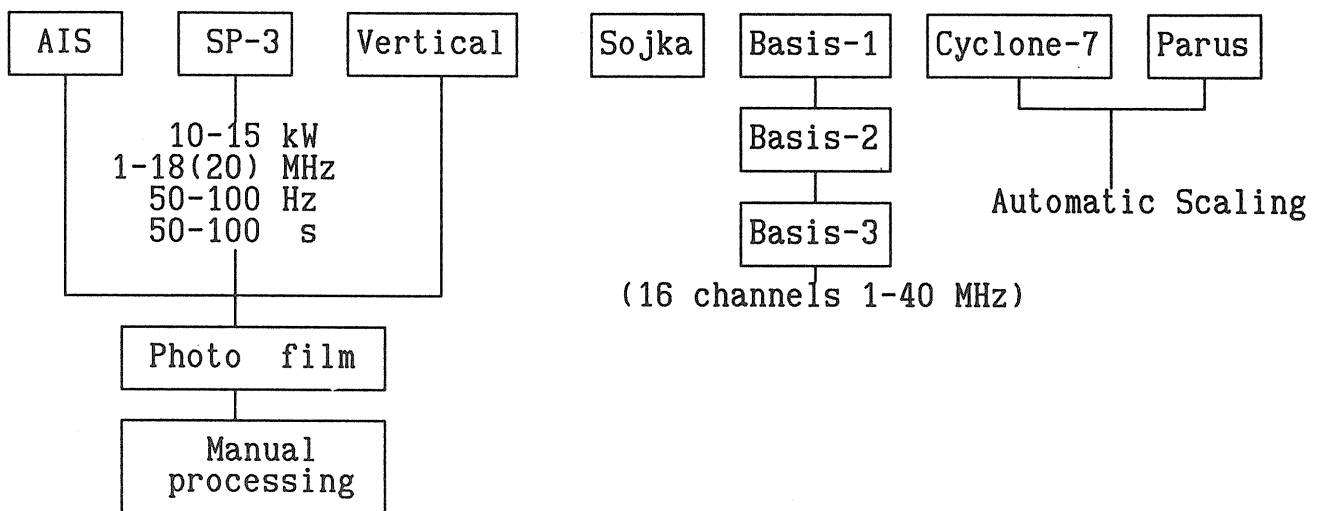 AIS SP-3 Vertical Sojka Basis-1 Cyclone-7 Parus
10-15 kW
1-18(20) MHz
50-100 Hz
50-100 s
Basis-2
Basis-3
(16 channels 1-40 MHz)
Automatic Scaling
Photo film
Manual
processing